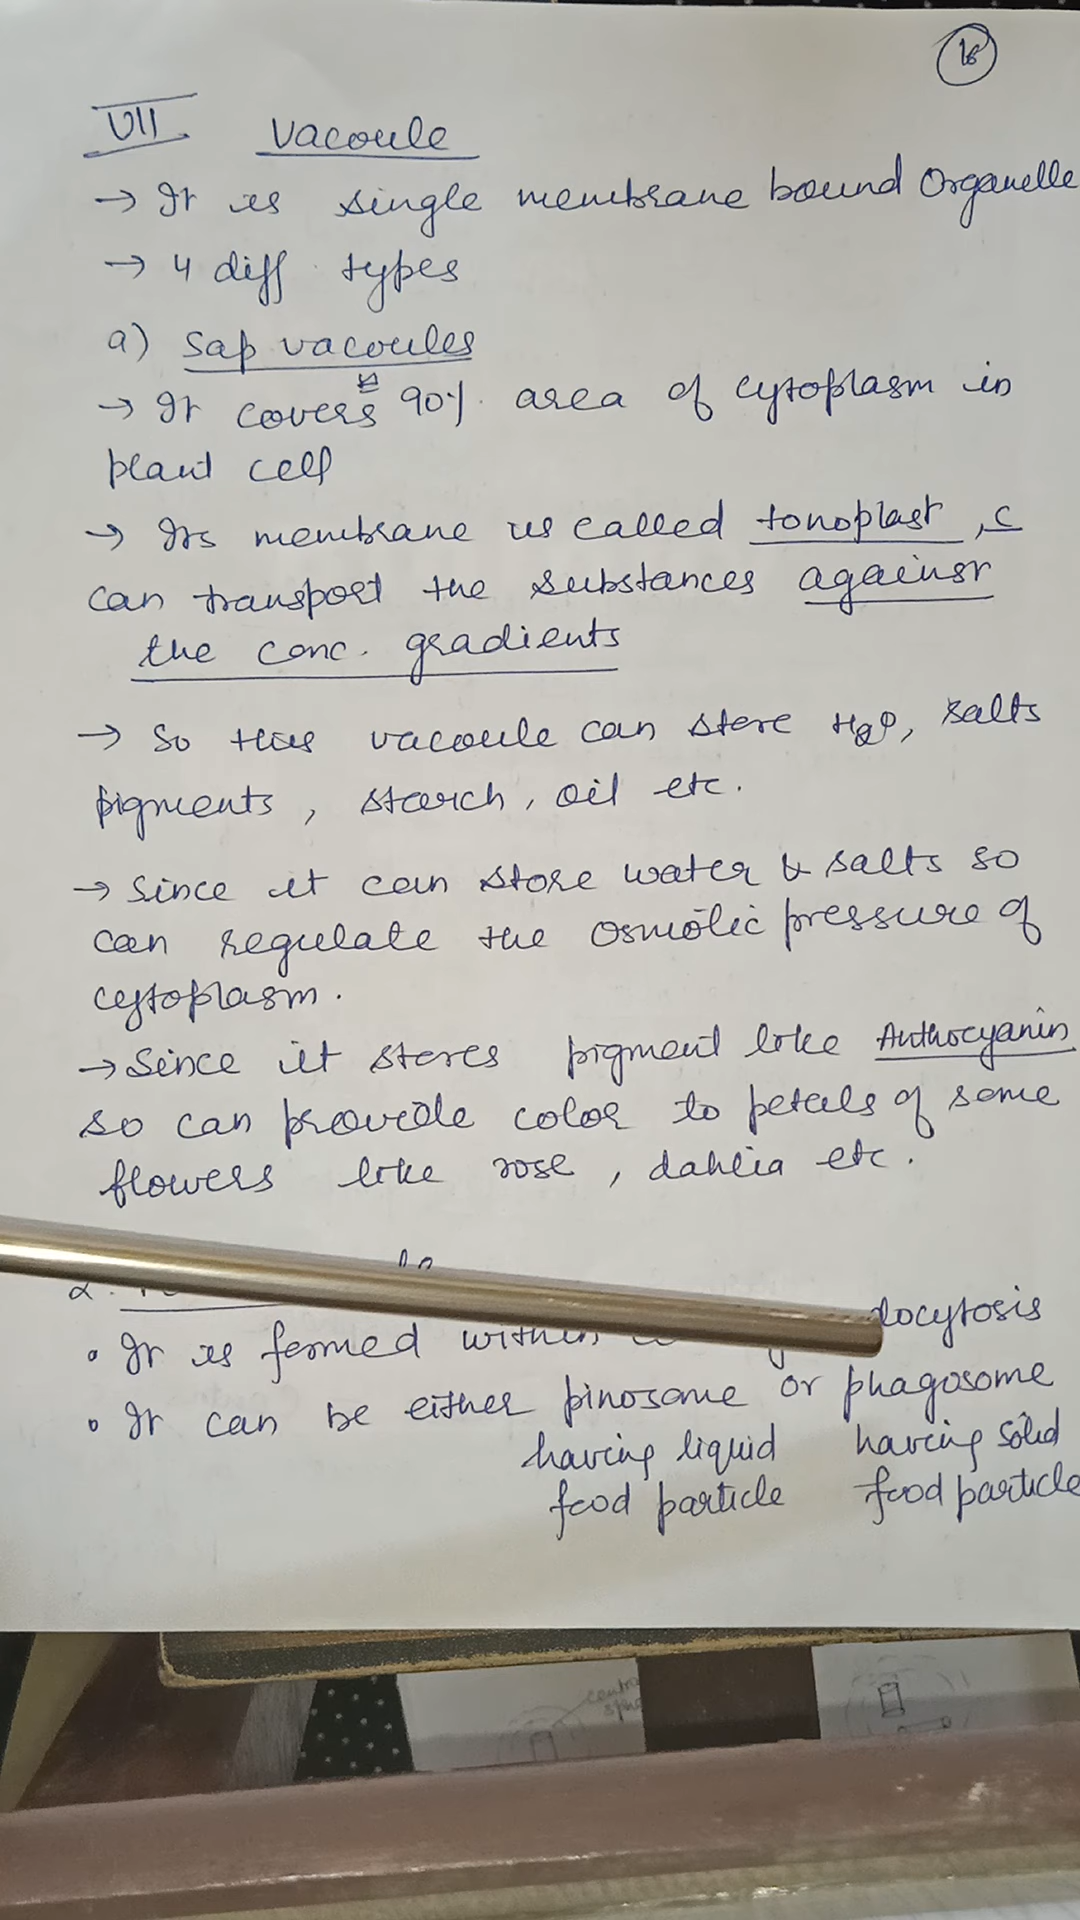 16
VII Vacoule
→ It is single membrane bound Organelle
→ 4 diff types
a) Sap vacoules
→ It covers 90% area of cytoplasm in
plant cell
→ Its membrane is called tonoplast, c
can transport the substances against
the conc. gradients
→ So this vacoule can store H2O, salts
pigments, starch, oil etc.
→ Since it can store water & salts so
can regulate the osmotic pressure of
cytoplasm.
→ Since it stores pigment like Anthocyanin
so can provide color to petals of some
flowers like rose, dahlia etc.
• It is formed within docytosis
• It can be either pinosome or phagosome
having liquid having solid
food particle food particle